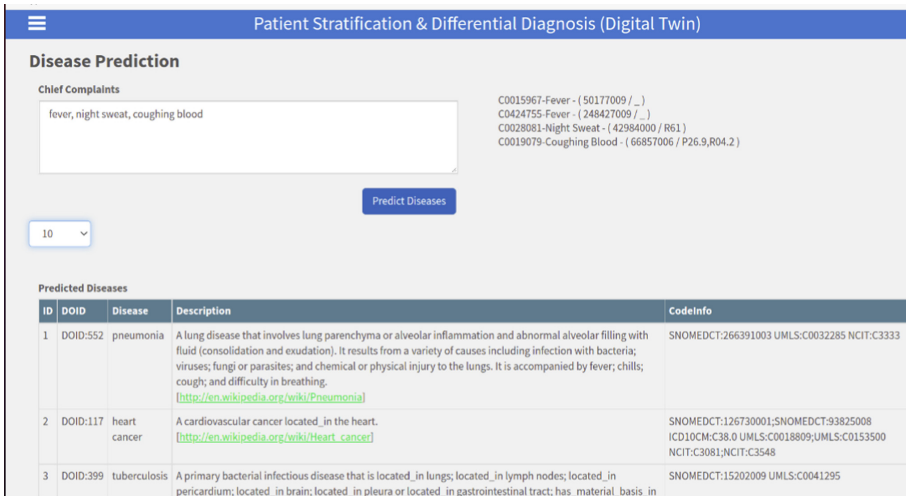 Patient Stratification & Differential Diagnosis (Digital Twin)
Disease Prediction
Chief Complaints
fever, night sweat, coughing blood
C0015967-Fever - ( 50177009 / _ )
C0424755-Fever - ( 248427009 / _ )
C0028081-Night Sweat - ( 42984000 / R61 )
C0019079-Coughing Blood - ( 66857006 / P26.9,R04.2 )
Predict Diseases
10
Predicted Diseases
ID DOID Disease Description CodeInfo
1 DOID:552 pneumonia A lung disease that involves lung parenchyma or alveolar inflammation and abnormal alveolar filling with SNOMEDCT:266391003 UMLS:C0032285 NCIT:C3333
fluid (consolidation and exudation). It results from a variety of causes including infection with bacteria;
viruses; fungi or parasites; and chemical or physical injury to the lungs. It is accompanied by fever; chills;
cough; and difficulty in breathing.
[http://en.wikipedia.org/wiki/Pneumonia]
2 DOID:117 heart A cardiovascular cancer located_in the heart. SNOMEDCT:126730001;SNOMEDCT:93825008
cancer [http://en.wikipedia.org/wiki/Heart_cancer] ICD10CM:C38.0 UMLS:C0018809;UMLS:C0153500
NCIT:C3081;NCIT:C3548
3 DOID:399 tuberculosis A primary bacterial infectious disease that is located_in lungs; located_in lymph nodes; located_in SNOMEDCT:15202009 UMLS:C0041295
pericardium; located_in brain; located_in pleura or located_in gastrointestinal tract; has_material_basis_in